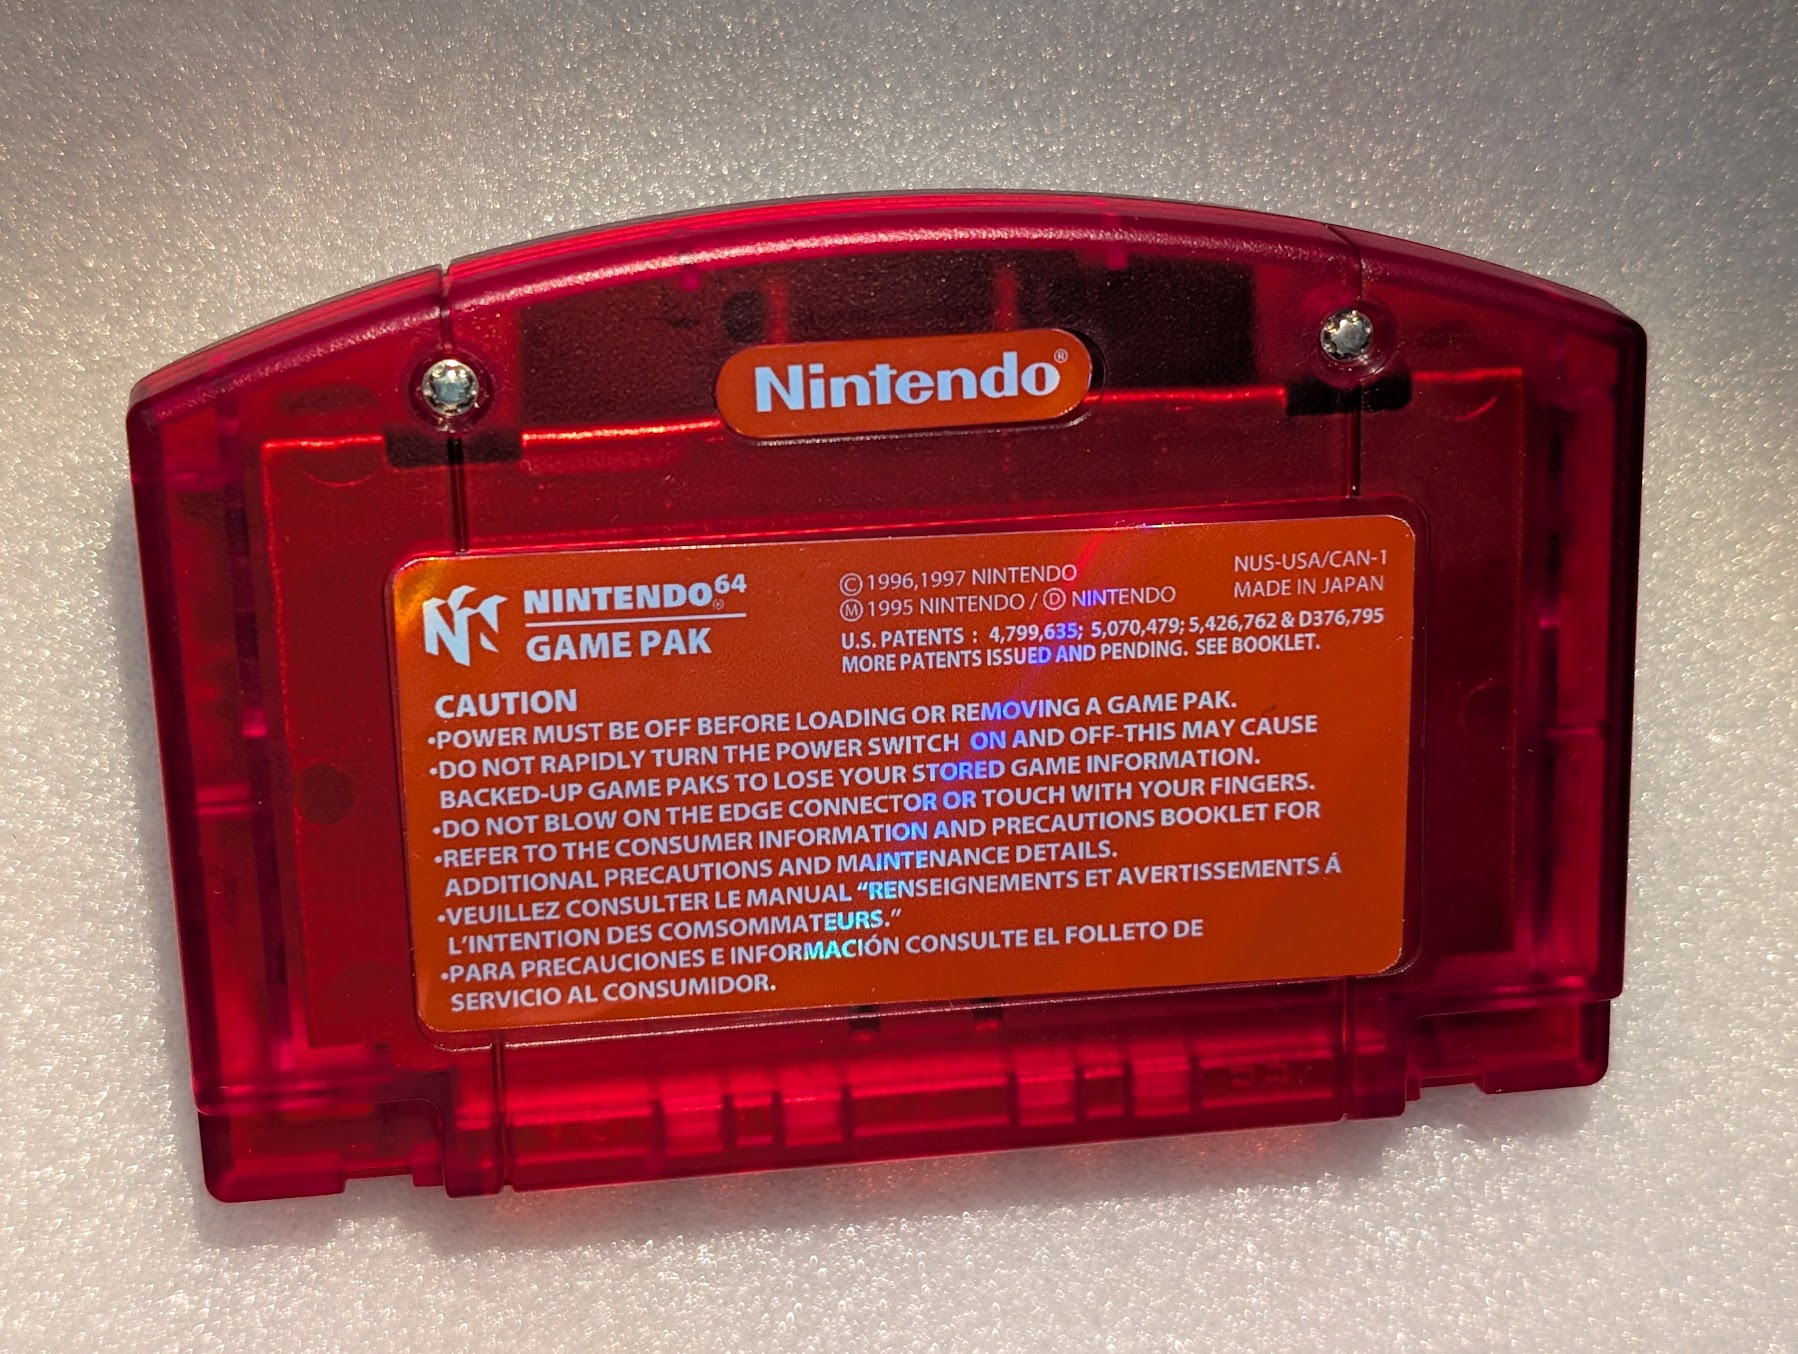 Nintendo®
NINTENDO64®
GAME PAK
©1996,1997 NINTENDO
Ⓜ1995 NINTENDO / Ⓓ NINTENDO
NUS-USA/CAN-1
MADE IN JAPAN
U.S. PATENTS : 4,799,635; 5,070,479; 5,426,762 & D376,795
MORE PATENTS ISSUED AND PENDING. SEE BOOKLET.
CAUTION
•POWER MUST BE OFF BEFORE LOADING OR REMOVING A GAME PAK.
•DO NOT RAPIDLY TURN THE POWER SWITCH ON AND OFF-THIS MAY CAUSE
BACKED-UP GAME PAKS TO LOSE YOUR STORED GAME INFORMATION.
•DO NOT BLOW ON THE EDGE CONNECTOR OR TOUCH WITH YOUR FINGERS.
•REFER TO THE CONSUMER INFORMATION AND PRECAUTIONS BOOKLET FOR
ADDITIONAL PRECAUTIONS AND MAINTENANCE DETAILS.
•VEUILLEZ CONSULTER LE MANUAL “RENSEIGNEMENTS ET AVERTISSEMENTS Á
L’INTENTION DES COMSOMMATEURS.”
•PARA PRECAUCIONES E INFORMACIÓN CONSULTE EL FOLLETO DE
SERVICIO AL CONSUMIDOR.